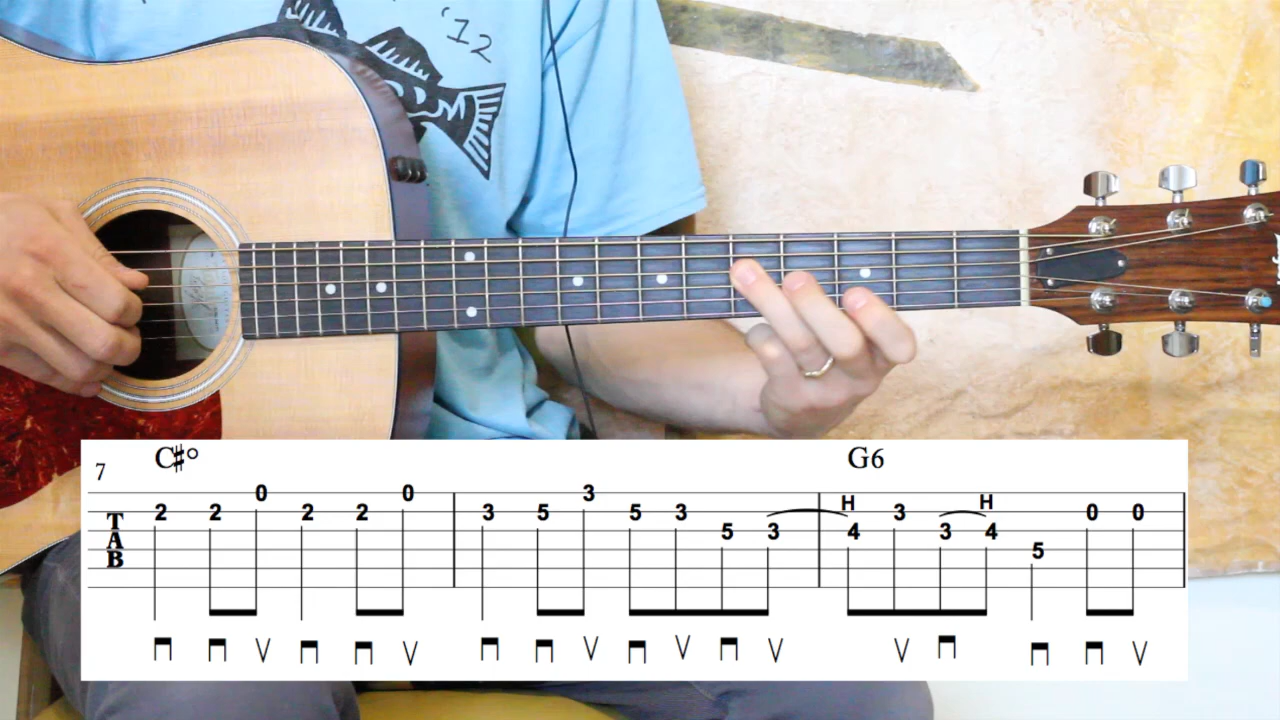 '12
7 C#° G6
0 0 3 H H
2 2 2 2 3 5 5 3 3 0 0
5 3 4 3 4
5
TAB